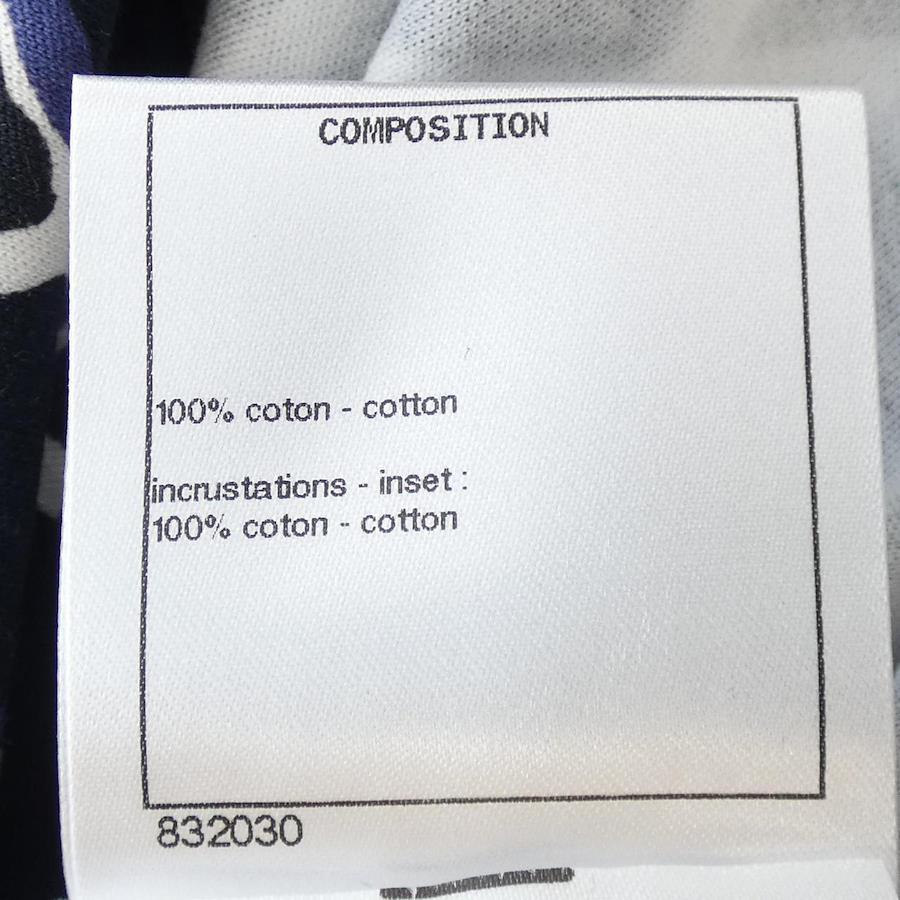 COMPOSITION
100% coton - cotton
incrustations - inset :
100% coton - cotton
832030